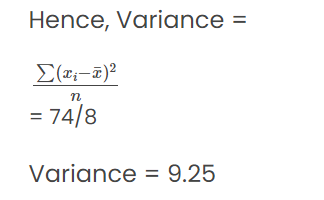 Hence, Variance =
∑(xᵢ−x̄)²
n
= 74/8
Variance = 9.25